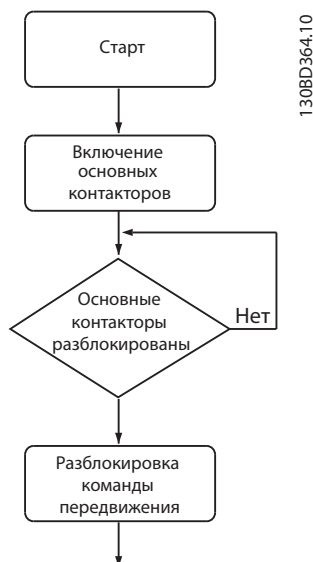 Старт
Включение
основных
контакторов
Основные
контакторы
разблокированы
Нет
Разблокировка
команды
передвижения
130BD364.10